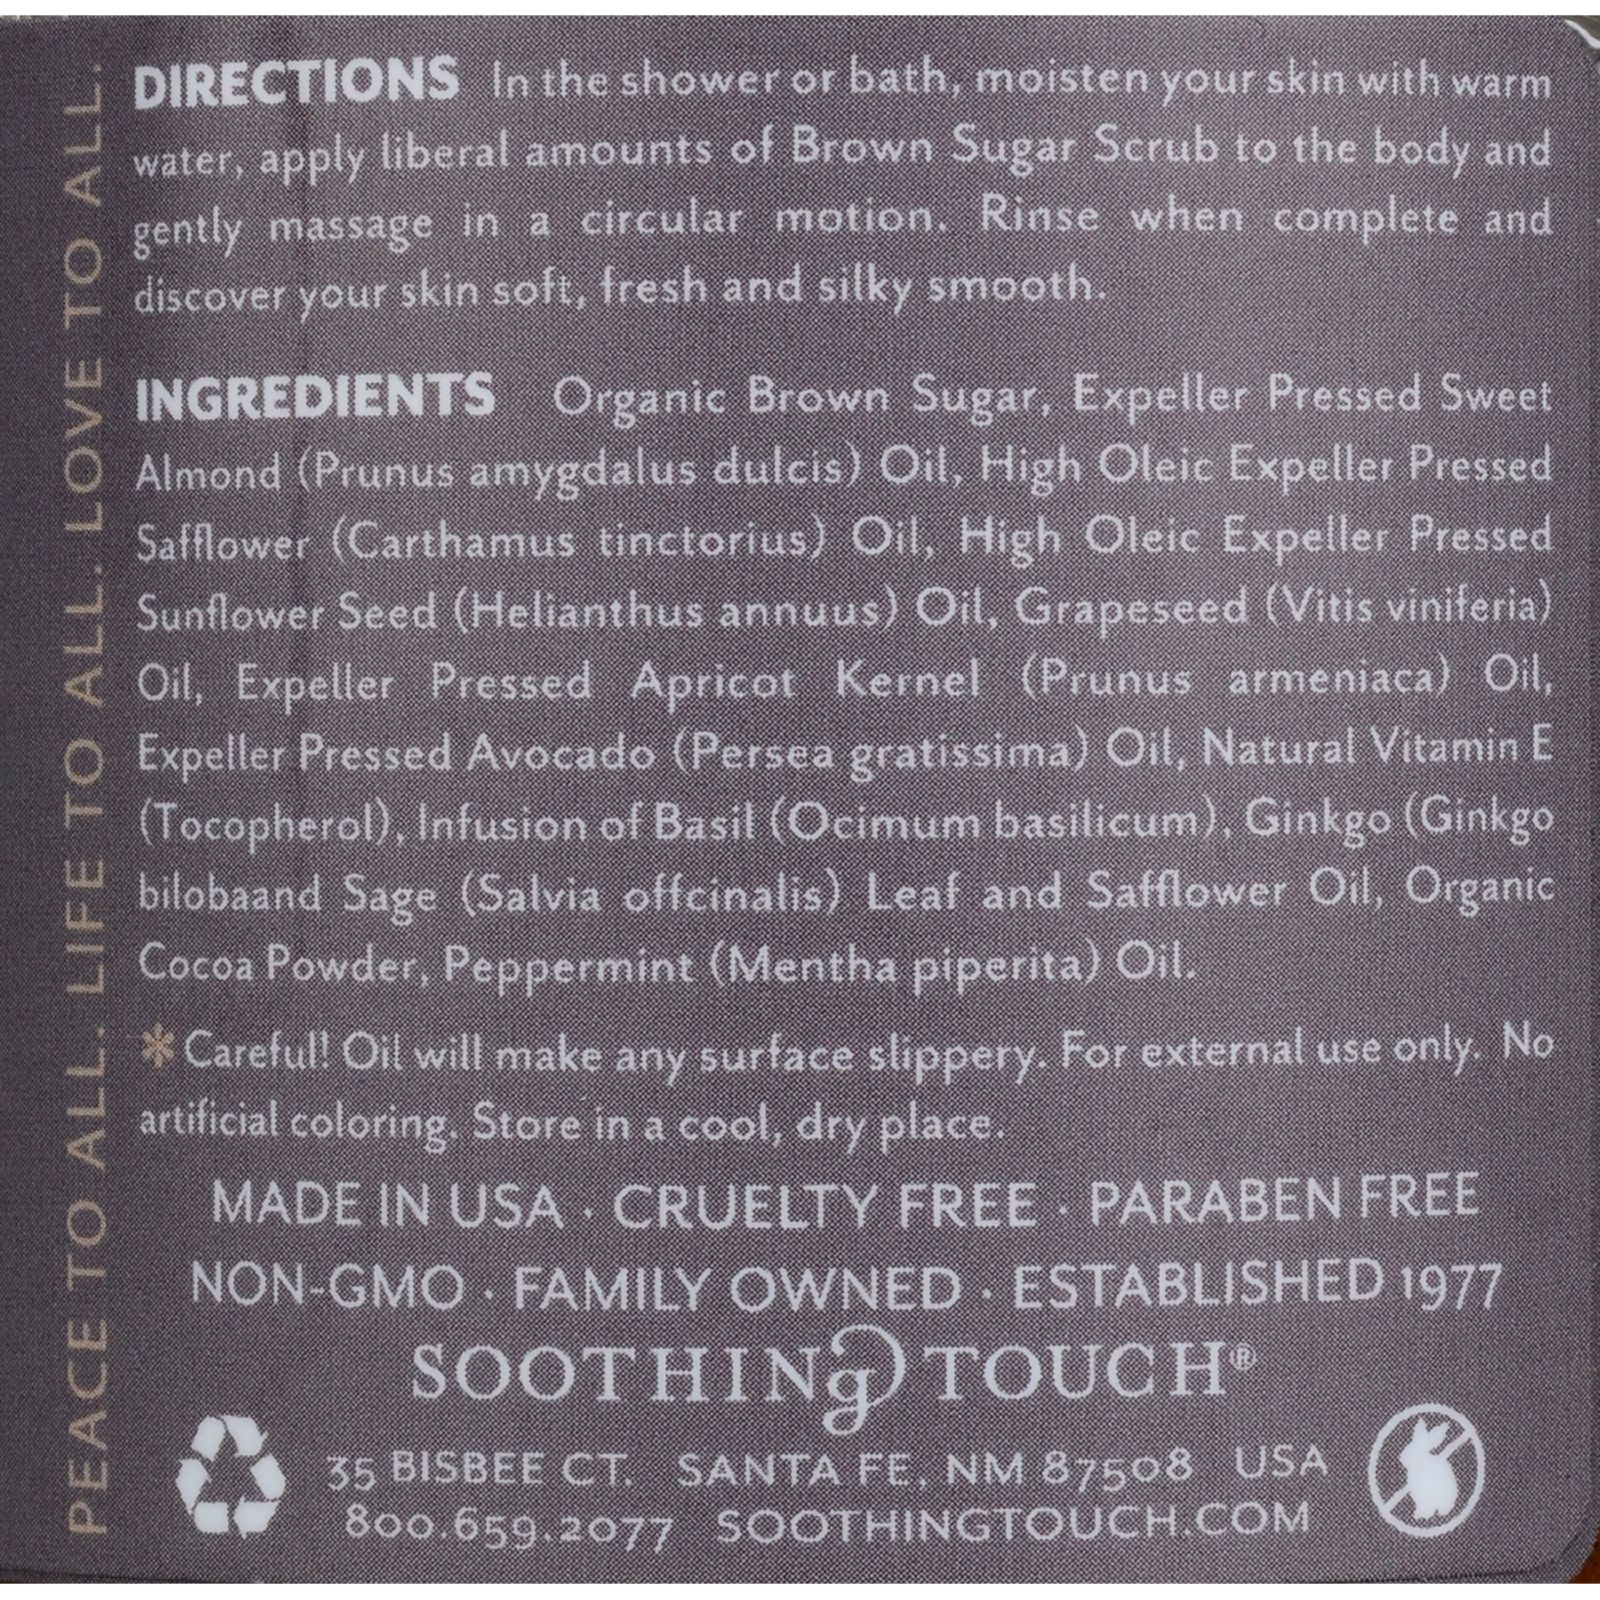 DIRECTIONS In the shower or bath, moisten your skin with warm
water, apply liberal amounts of Brown Sugar Scrub to the body and
gently massage in a circular motion. Rinse when complete and
discover your skin soft, fresh and silky smooth.
INGREDIENTS Organic Brown Sugar, Expeller Pressed Sweet
Almond (Prunus amygdalus dulcis) Oil, High Oleic Expeller Pressed
Safflower (Carthamus tinctorius) Oil, High Oleic Expeller Pressed
Sunflower Seed (Helianthus annuus) Oil, Grapeseed (Vitis viniferia)
Oil, Expeller Pressed Apricot Kernel (Prunus armeniaca) Oil,
Expeller Pressed Avocado (Persea gratissima) Oil, Natural Vitamin E
(Tocopherol), Infusion of Basil (Ocimum basilicum), Ginkgo (Ginkgo
bilobaand Sage (Salvia offcinalis) Leaf and Safflower Oil, Organic
Cocoa Powder, Peppermint (Mentha piperita) Oil.
* Careful! Oil will make any surface slippery. For external use only. No
artificial coloring. Store in a cool, dry place.
MADE IN USA · CRUELTY FREE · PARABEN FREE
NON-GMO · FAMILY OWNED · ESTABLISHED 1977
SOOTHING TOUCH®
35 BISBEE CT. SANTA FE, NM 87508 USA
800.659.2077 SOOTHINGTOUCH.COM
PEACE TO ALL. LIFE TO ALL. LOVE TO ALL.